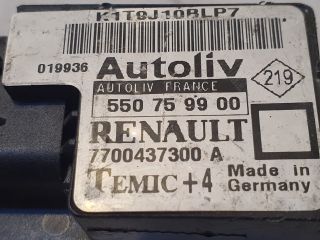 K1T9J10BLP7
019936
Autoliv
219
AUTOLIV FRANCE
550 75 99 00
RENAULT
7700437300 A
TEMIC +4
Made in
Germany